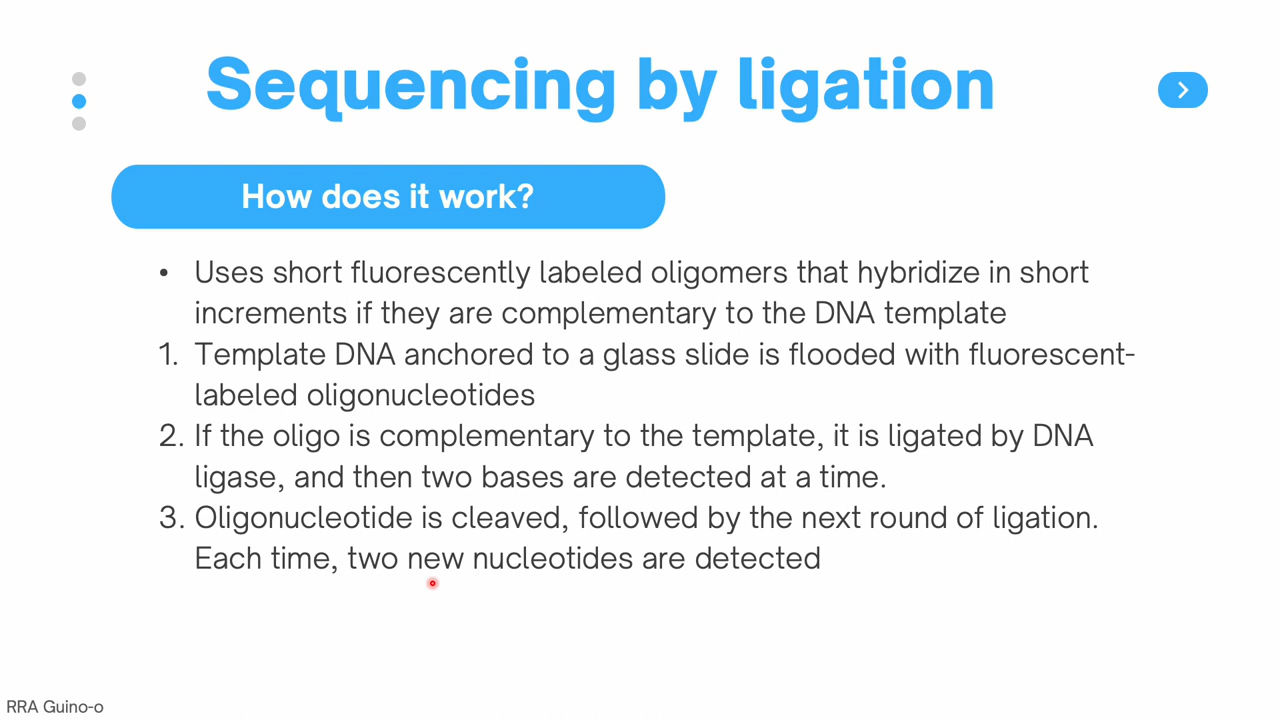 Sequencing by ligation
How does it work?
• Uses short fluorescently labeled oligomers that hybridize in short
increments if they are complementary to the DNA template
1. Template DNA anchored to a glass slide is flooded with fluorescent-
labeled oligonucleotides
2. If the oligo is complementary to the template, it is ligated by DNA
ligase, and then two bases are detected at a time.
3. Oligonucleotide is cleaved, followed by the next round of ligation.
Each time, two new nucleotides are detected
RRA Guino-o